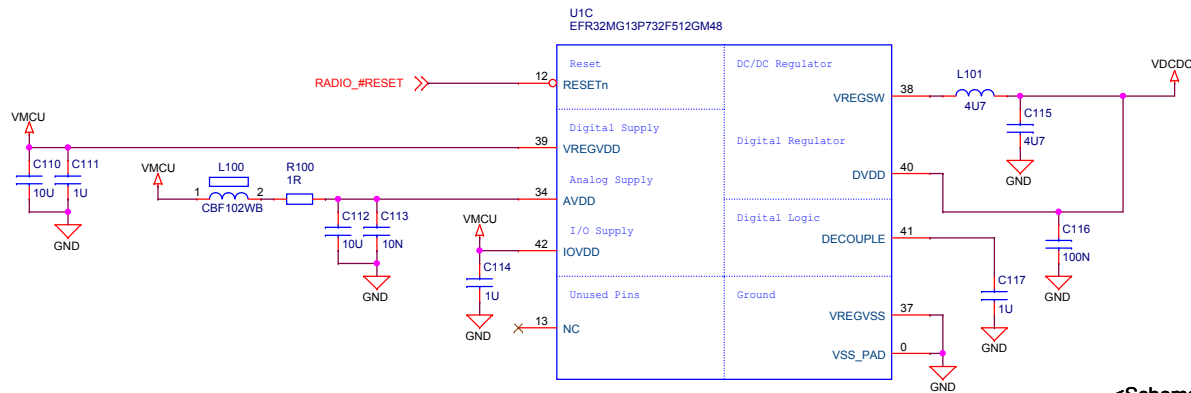 U1C
EFR32MG13P732F512GM48
Reset
DC/DC Regulator
RADIO_#RESET
12
RESETn
VREGSW
38
L101
4U7
VDCDC
C115
4U7
VMCU
Digital Supply
39
VREGVDD
Digital Regulator
C110
10U
C111
1U
GND
VMCU
L100
1
2
CBF102WB
R100
1R
Analog Supply
34
AVDD
40
DVDD
C112
10U
C113
10N
GND
VMCU
I/O Supply
42
IOVDD
Digital Logic
41
DECOUPLE
C116
100N
GND
C114
1U
GND
C117
1U
GND
Unused Pins
13
NC
Ground
37
VREGVSS
0
VSS_PAD
GND